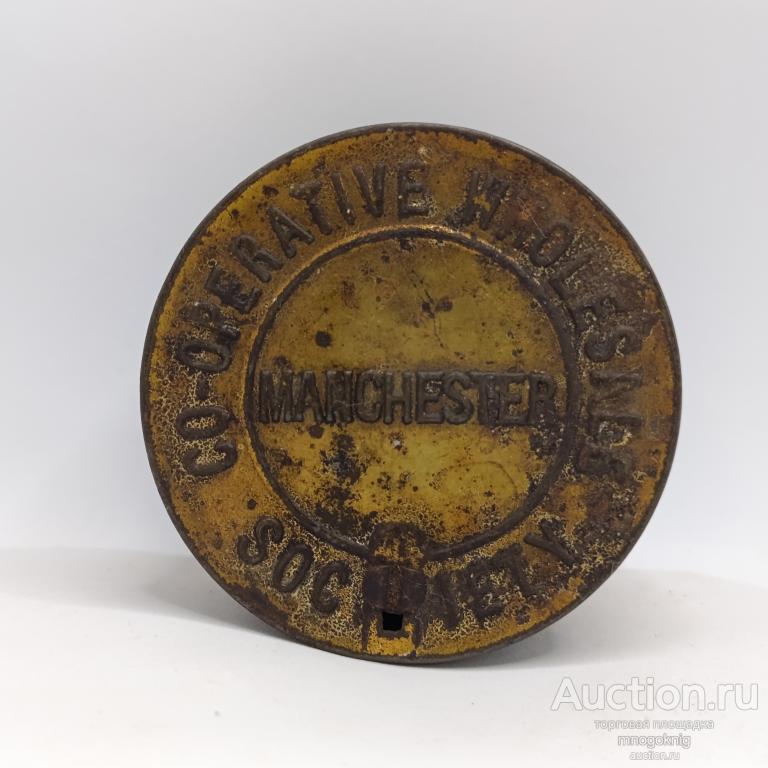 CO-OPERATIVE WHOLESALE
SOCIETY
MANCHESTER
Auction.ru
торговая площадка
mnogoknig
auction.ru